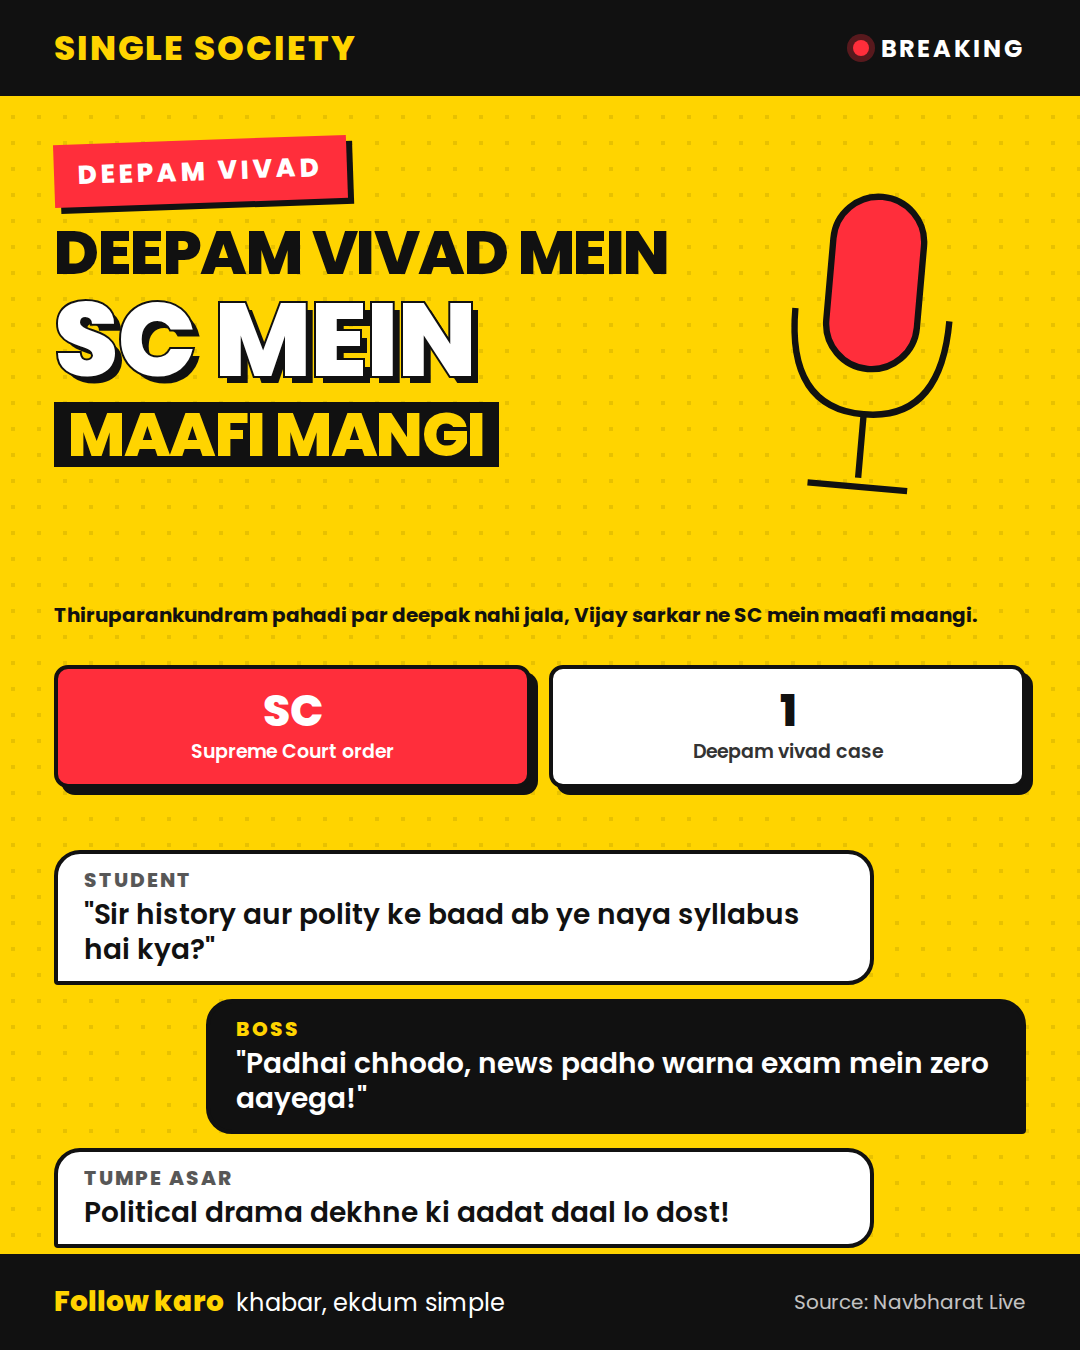 SINGLE SOCIETY
BREAKING
DEEPAM VIVAD
DEEPAM VIVAD MEIN
SC MEIN
MAAFI MANGI
Thiruparankundram pahadi par deepak nahi jala, Vijay sarkar ne SC mein maafi maangi.
SC
Supreme Court order
1
Deepam vivad case
STUDENT
"Sir history aur polity ke baad ab ye naya syllabus
hai kya?"
BOSS
"Padhai chhodo, news padho warna exam mein zero
aayega!"
TUMPE ASAR
Political drama dekhne ki aadat daal lo dost!
Follow karo khabar, ekdum simple
Source: Navbharat Live